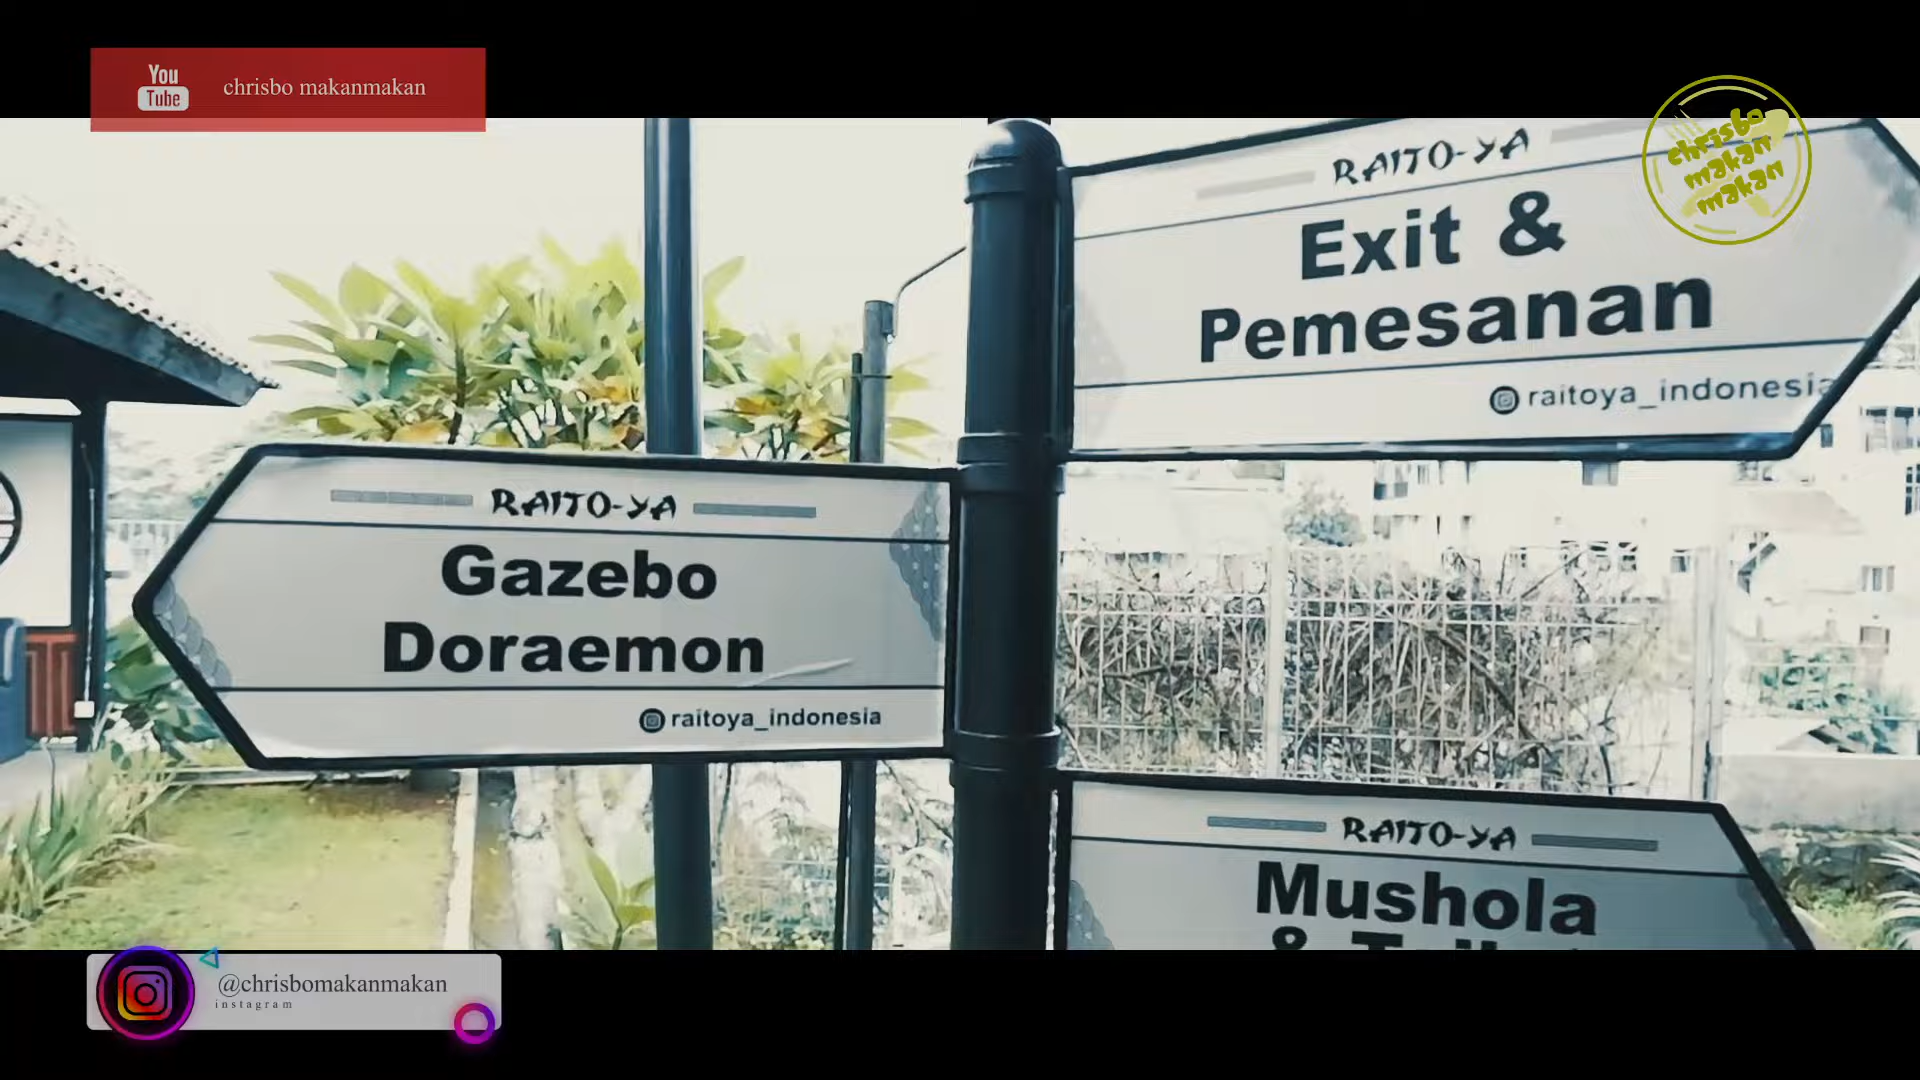 You
Tube
chrisbo makanmakan
chrisbo
makan
makan
RAITO-YA
Exit &
Pemesanan
raitoya_indonesia
RAITO-YA
Gazebo
Doraemon
raitoya_indonesia
RAITO-YA
Mushola
&
@chrisbomakanmakan
instagram